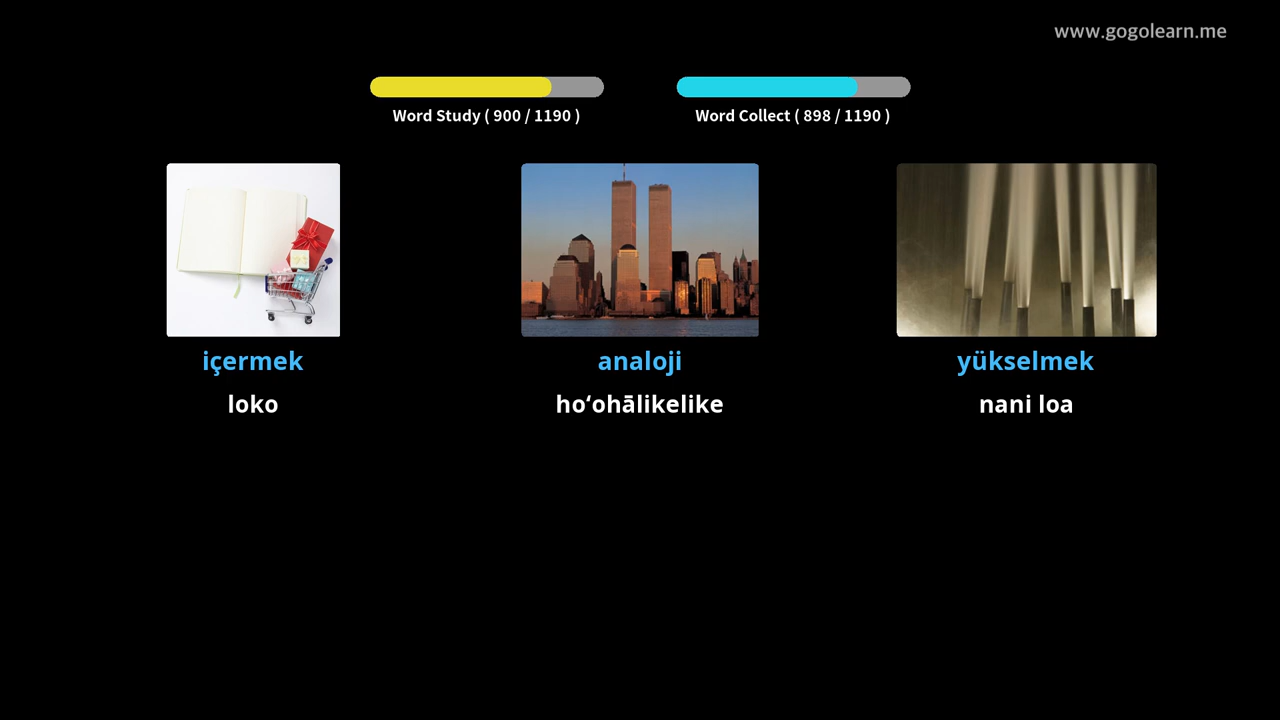 www.gogolearn.me
Word Study ( 900 / 1190 )
Word Collect ( 898 / 1190 )
içermek
analoji
yükselmek
loko
hoʻohālikelike
nani loa